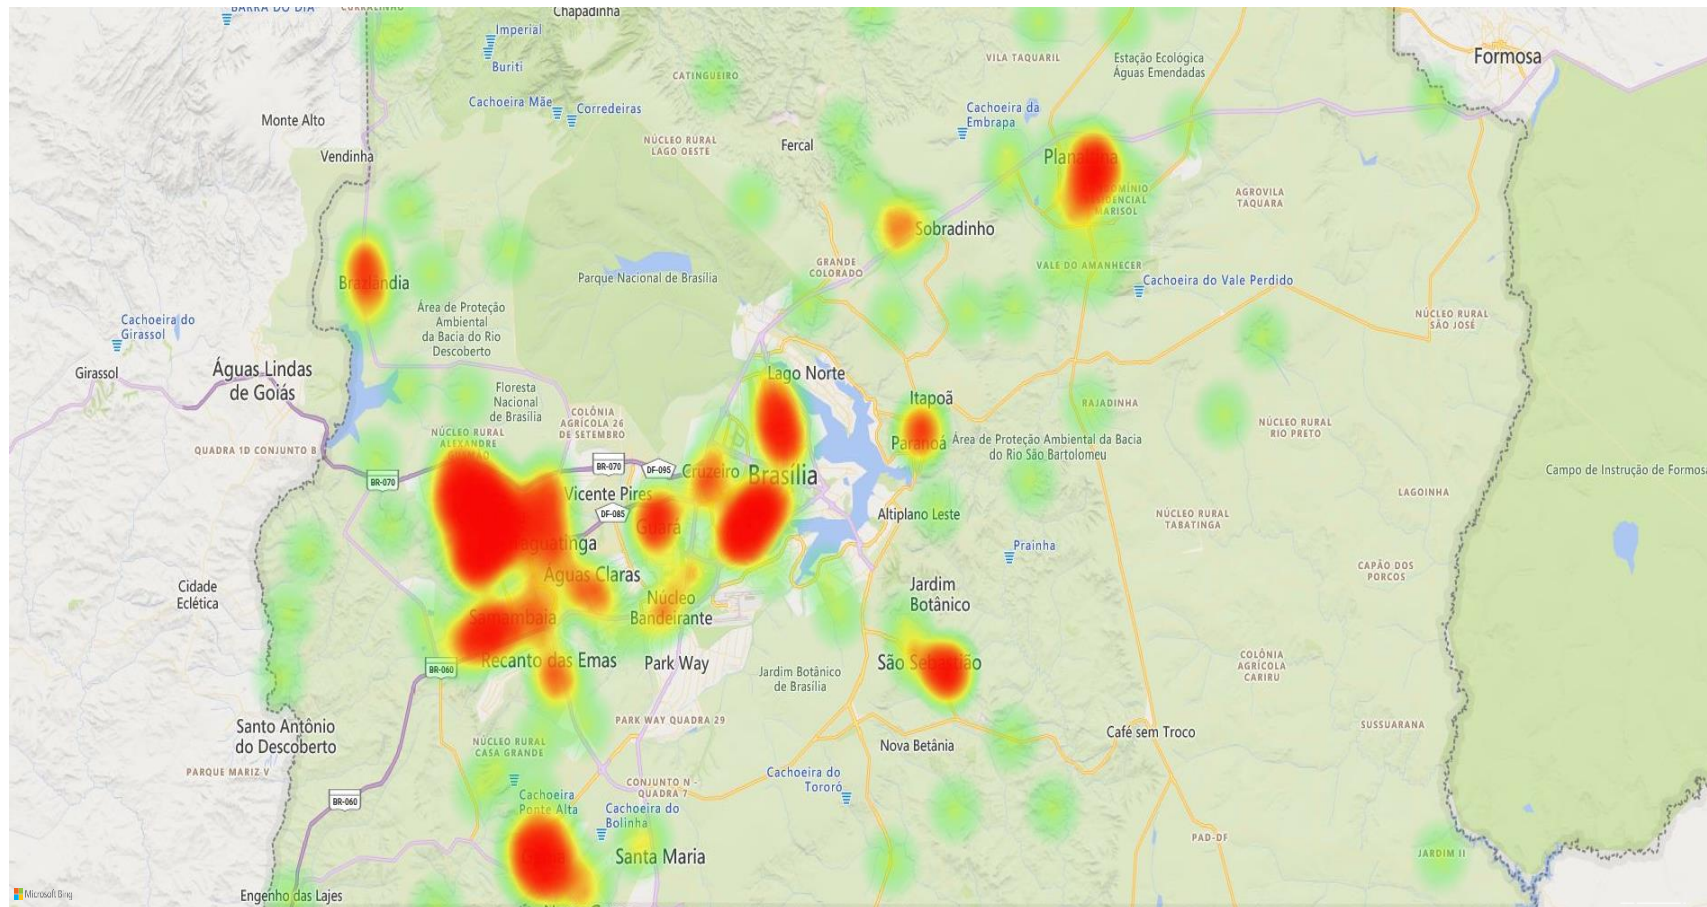 BARRA DO DIA
CURRALINHO
Chapadinha
Imperial
Buriti
VILA TAQUARIL
Estação Ecológica
Águas Emendadas
Formosa
CATINGUEIRO
Cachoeira Mãe
Corredeiras
Cachoeira da
Embrapa
Monte Alto
NÚCLEO RURAL
LAGO OESTE
Fercal
Vendinha
Planaltina
CONDOMÍNIO
RESIDENCIAL
MARISOL
AGROVILA
TAQUARA
Sobradinho
GRANDE
COLORADO
VALE DO AMANHECER
Brazlândia
Parque Nacional de Brasília
Cachoeira do Vale Perdido
Área de Proteção
Ambiental
da Bacia do Rio
Descoberto
Cachoeira do
Girassol
NÚCLEO RURAL
SÃO JOSÉ
Girassol
Águas Lindas
de Goiás
Lago Norte
Floresta
Nacional
de Brasília
Itapoã
RAJADINHA
COLÔNIA
AGRÍCOLA 26
DE SETEMBRO
NÚCLEO RURAL
RIO PRETO
NÚCLEO RURAL
ALEXANDRE
Paranoá
Área de Proteção Ambiental da Bacia
do Rio São Bartolomeu
QUADRA 1D CONJUNTO B
BR-070
BR-070
DF-095
Cruzeiro
Brasília
Campo de Instrução de Formosa
Vicente Pires
LAGOINHA
DF-085
Guará
Altiplano Leste
NÚCLEO RURAL
TABATINGA
Taguatinga
Prainha
Águas Claras
CAPÃO DOS
PORCOS
Cidade
Eclética
Jardim
Botânico
Núcleo
Bandeirante
Samambaia
BR-060
Recanto das Emas
Park Way
Jardim Botânico
de Brasília
São Sebastião
COLÔNIA
AGRÍCOLA
CARIRU
Santo Antônio
do Descoberto
PARK WAY QUADRA 29
SUSSUARANA
NÚCLEO RURAL
CASA GRANDE
Nova Betânia
Café sem Troco
PARQUE MARIZ V
Cachoeira do
Tororó
CONJUNTO N -
QUADRA 7
BR-060
Cachoeira
Ponte Alta
Cachoeira do
Bolinha
PAD-DF
Gama
Santa Maria
JARDIM II
Engenho das Lajes
Microsoft Bing